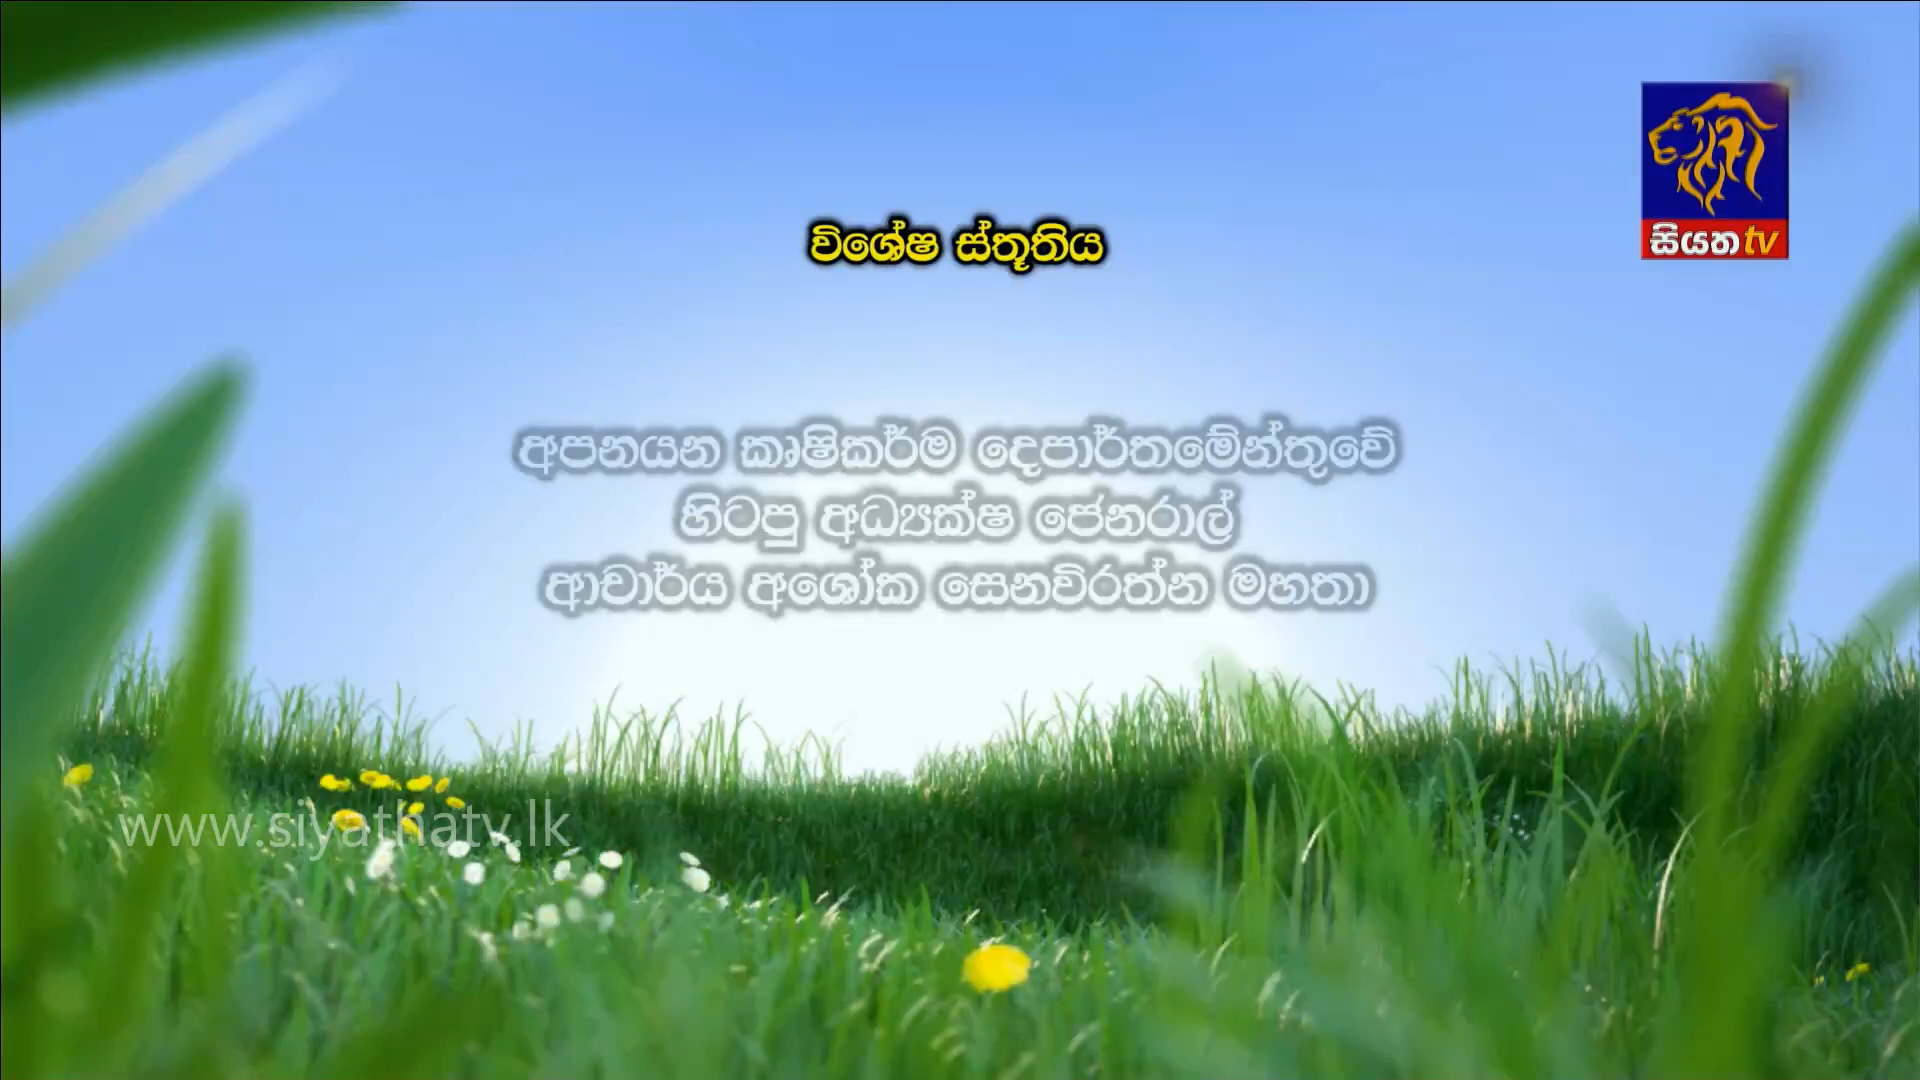 සියත tv
විශේෂ ස්තූතිය
අපනයන කෘෂිකර්ම දෙපාර්තමේන්තුවේ
හිටපු අධ්‍යක්ෂ ජෙනරාල්
ආචාර්ය අශෝක සෙනවිරත්න මහතා
www.siyathatv.lk